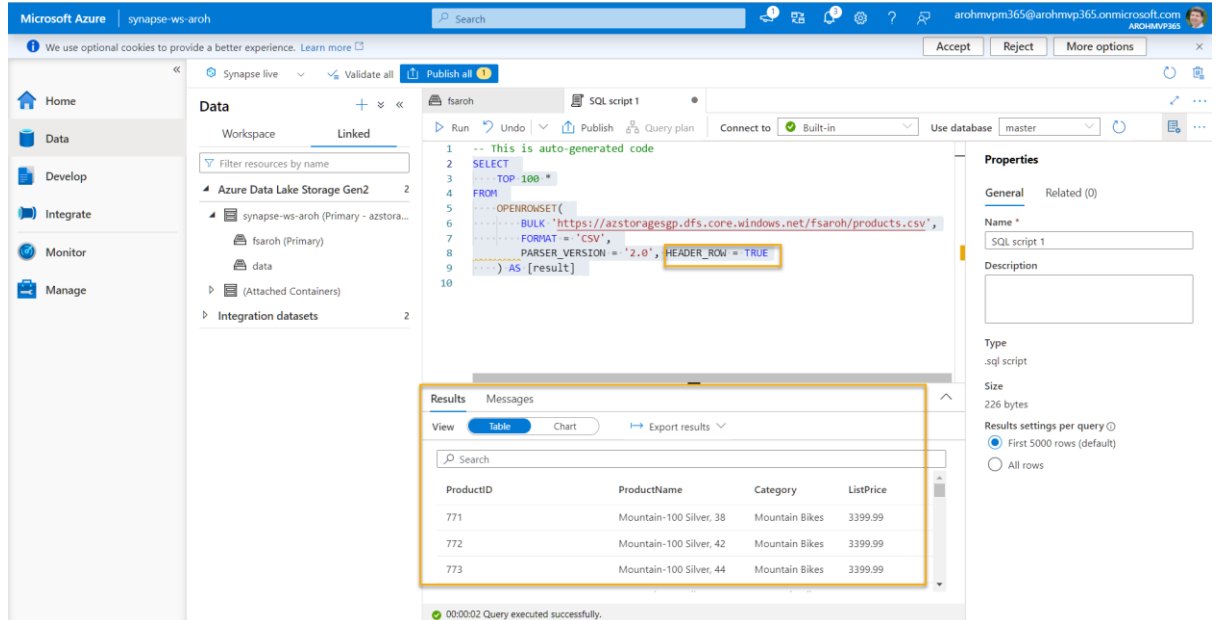 Microsoft Azure synapse-ws-aroh Search 3 arohmvpm365@arohmvp365.onmicrosoft.com
AROHMVP365
We use optional cookies to provide a better experience. Learn more Accept Reject More options
Synapse live Validate all Publish all 1
Home
Data
Develop
Integrate
Monitor
Manage
Data
Workspace Linked
Filter resources by name
Azure Data Lake Storage Gen2 2
synapse-ws-aroh (Primary - azstora...
fsaroh (Primary)
data
(Attached Containers)
Integration datasets 2
fsaroh SQL script 1
Run Undo Publish Query plan Connect to Built-in Use database master
1 -- This is auto-generated code
2 SELECT
3 TOP 100 *
4 FROM
5 OPENROWSET(
6 BULK 'https://azstoragesgp.dfs.core.windows.net/fsaroh/products.csv',
7 FORMAT = 'CSV',
8 PARSER_VERSION = '2.0', HEADER_ROW = TRUE
9 ) AS [result]
10
Results Messages
View Table Chart Export results
Search
ProductID ProductName Category ListPrice
771 Mountain-100 Silver, 38 Mountain Bikes 3399.99
772 Mountain-100 Silver, 42 Mountain Bikes 3399.99
773 Mountain-100 Silver, 44 Mountain Bikes 3399.99
00:00:02 Query executed successfully.
Properties
General Related (0)
Name *
SQL script 1
Description
Type
.sql script
Size
226 bytes
Results settings per query
First 5000 rows (default)
All rows